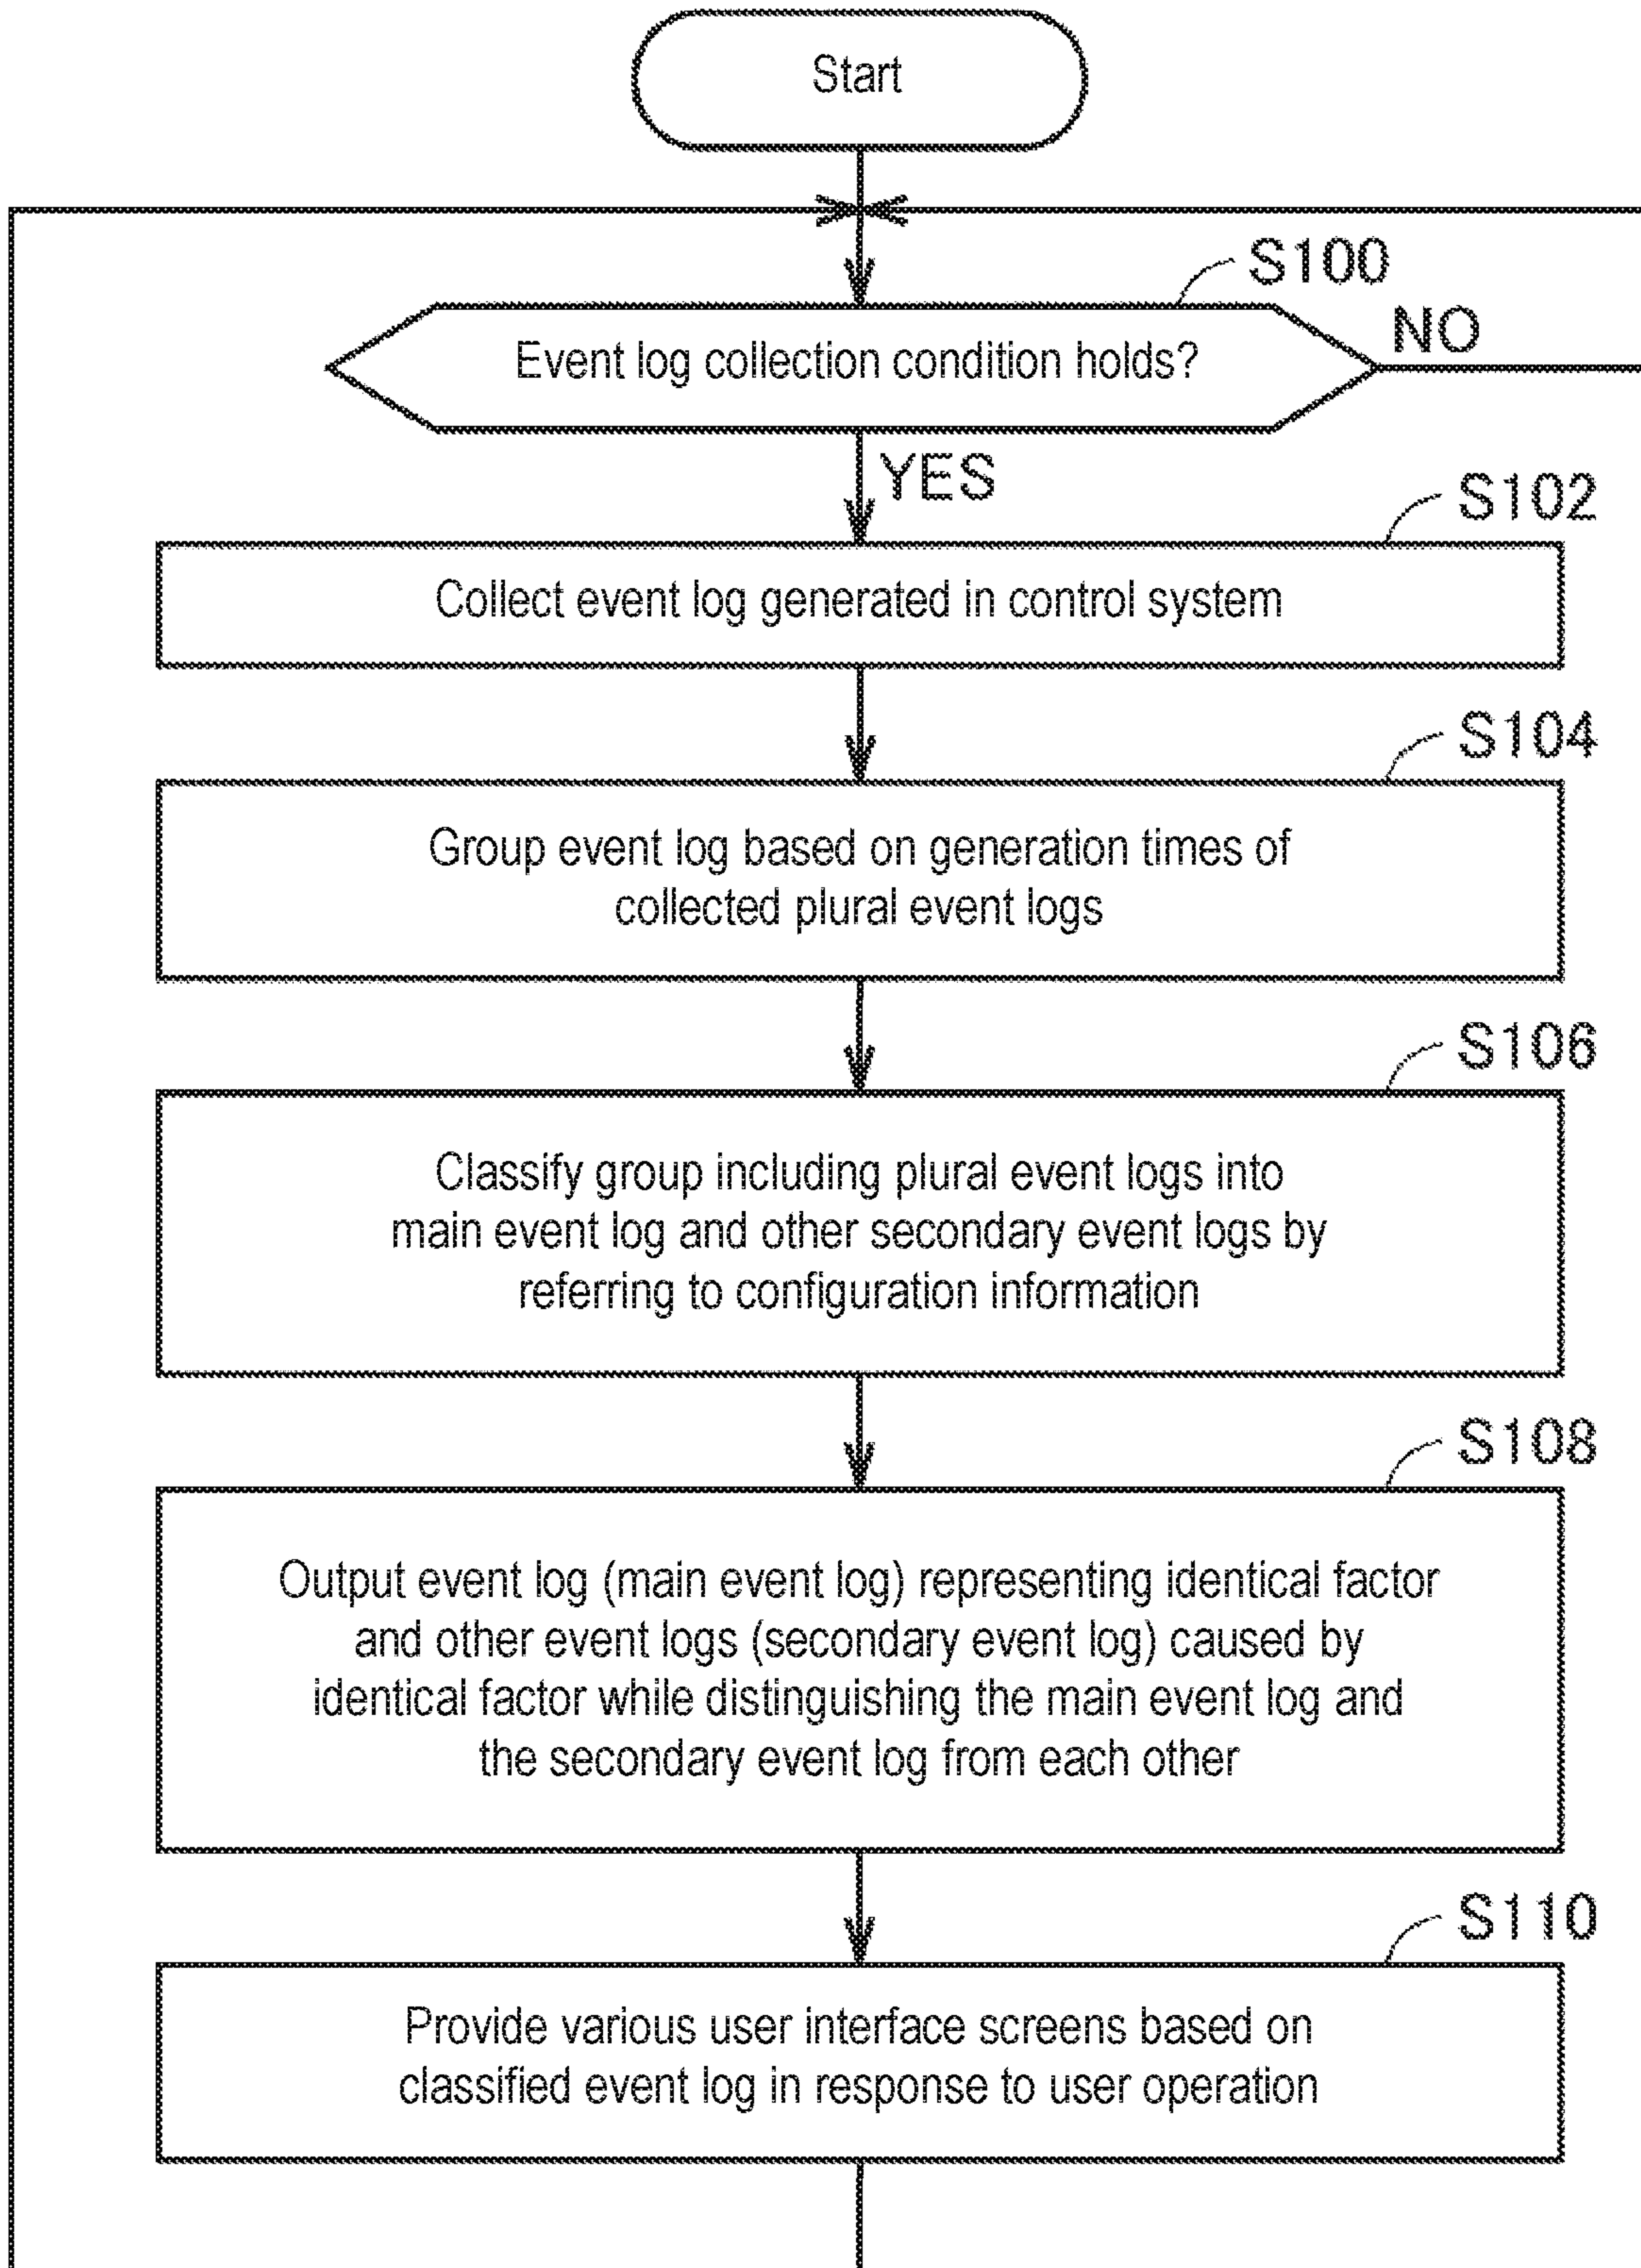 Start
S100
Event log collection condition holds?
NO
YES
S102
Collect event log generated in control system
S104
Group event log based on generation times of
collected plural event logs
S106
Classify group including plural event logs into
main event log and other secondary event logs by
referring to configuration information
S108
Output event log (main event log) representing identical factor
and other event logs (secondary event log) caused by
identical factor while distinguishing the main event log and
the secondary event log from each other
S110
Provide various user interface screens based on
classified event log in response to user operation